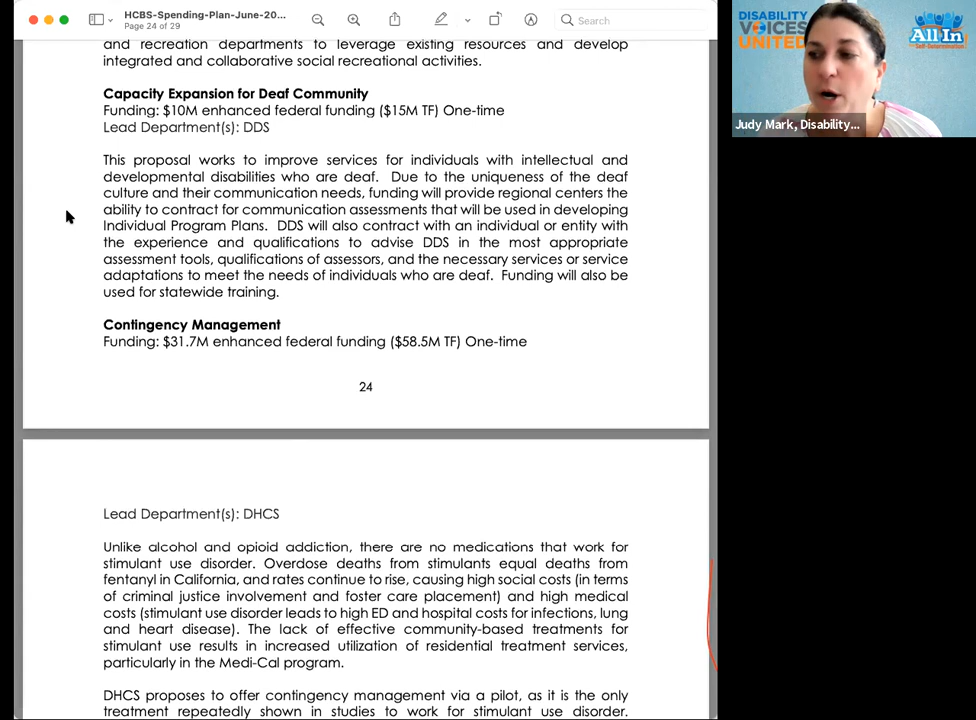 HCBS-Spending-Plan-June-20...
Page 24 of 29
Search
and recreation departments to leverage existing resources and develop
integrated and collaborative social recreational activities.
Capacity Expansion for Deaf Community
Funding: $10M enhanced federal funding ($15M TF) One-time
Lead Department(s): DDS
This proposal works to improve services for individuals with intellectual and
developmental disabilities who are deaf. Due to the uniqueness of the deaf
culture and their communication needs, funding will provide regional centers the
ability to contract for communication assessments that will be used in developing
Individual Program Plans. DDS will also contract with an individual or entity with
the experience and qualifications to advise DDS in the most appropriate
assessment tools, qualifications of assessors, and the necessary services or service
adaptations to meet the needs of individuals who are deaf. Funding will also be
used for statewide training.
Contingency Management
Funding: $31.7M enhanced federal funding ($58.5M TF) One-time
24
Lead Department(s): DHCS
Unlike alcohol and opioid addiction, there are no medications that work for
stimulant use disorder. Overdose deaths from stimulants equal deaths from
fentanyl in California, and rates continue to rise, causing high social costs (in terms
of criminal justice involvement and foster care placement) and high medical
costs (stimulant use disorder leads to high ED and hospital costs for infections, lung
and heart disease). The lack of effective community-based treatments for
stimulant use results in increased utilization of residential treatment services,
particularly in the Medi-Cal program.
DHCS proposes to offer contingency management via a pilot, as it is the only
treatment repeatedly shown in studies to work for stimulant use disorder.
DISABILITY
VOICES
UNITED
All In
for Self-Determination!
Judy Mark, Disability...